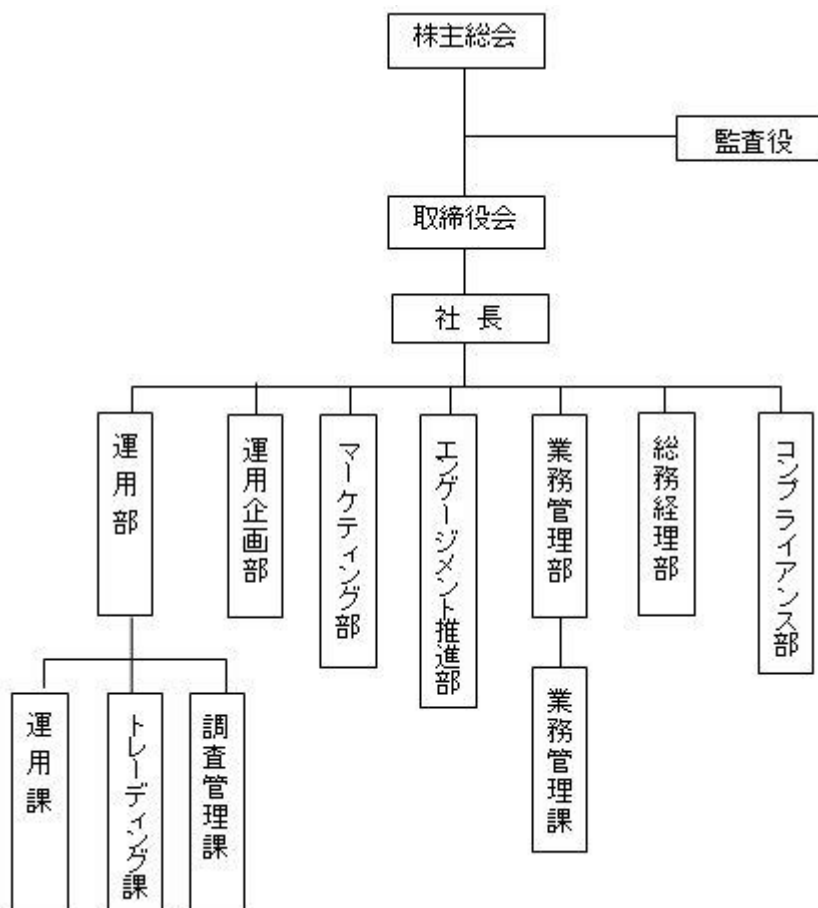 株主総会
監査役
取締役会
社長
運用部
運用企画部
マーケティング部
エンゲージメント推進部
業務管理部
総務経理部
コンプライアンス部
運用課
トレーディング課
調査管理課
業務管理課